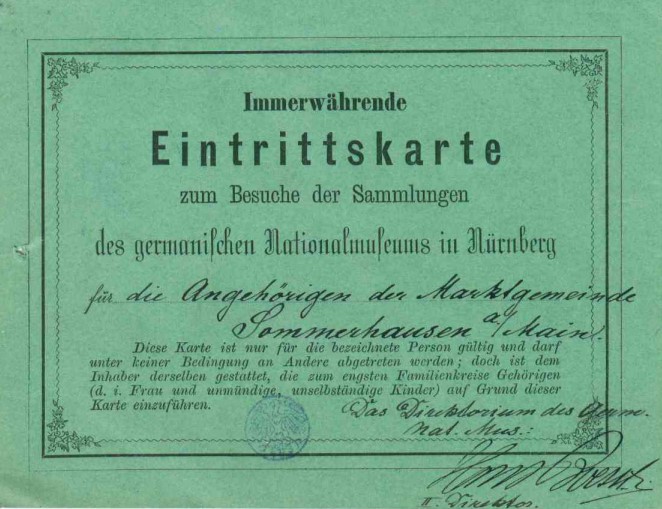 Immerwährende
Eintrittskarte
zum Besuche der Sammlungen
des germaniſchen Nationalmuſeums in Nürnberg
für die Angehörigen der Marktgemeinde
Sommerhausen a/Main.
Diese Karte ist nur für die bezeichnete Person gültig und darf
unter keiner Bedingung an Andere abgetreten werden; doch ist dem
Inhaber derselben gestattet, die zum engsten Familienkreise Gehörigen
(d. i. Frau und unmündige, unselbständige Kinder) auf Grund dieser
Karte einzuführen.
Das Direktorium des Germ.
nat. Mus.:
II. Direktor.